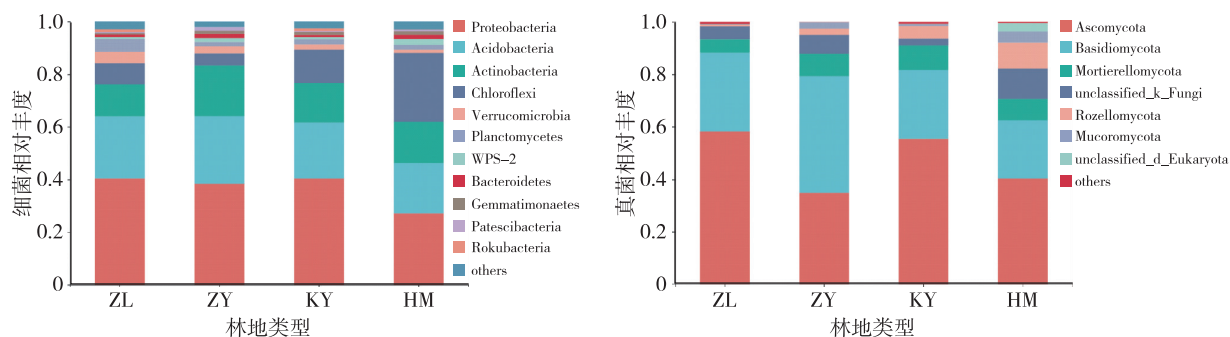 细菌相对丰度
1.0
0.8
0.6
0.4
0.2
0
ZL
ZY
KY
HM
林地类型
Proteobacteria
Acidobacteria
Actinobacteria
Chloroflexi
Verrucomicrobia
Planctomycetes
WPS–2
Bacteroidetes
Gemmatimonaetes
Patescibacteria
Rokubacteria
others
真菌相对丰度
1.0
0.8
0.6
0.4
0.2
0
ZL
ZY
KY
HM
林地类型
Ascomycota
Basidiomycota
Mortierellomycota
unclassified_k_Fungi
Rozellomycota
Mucoromycota
unclassified_d_Eukaryota
others